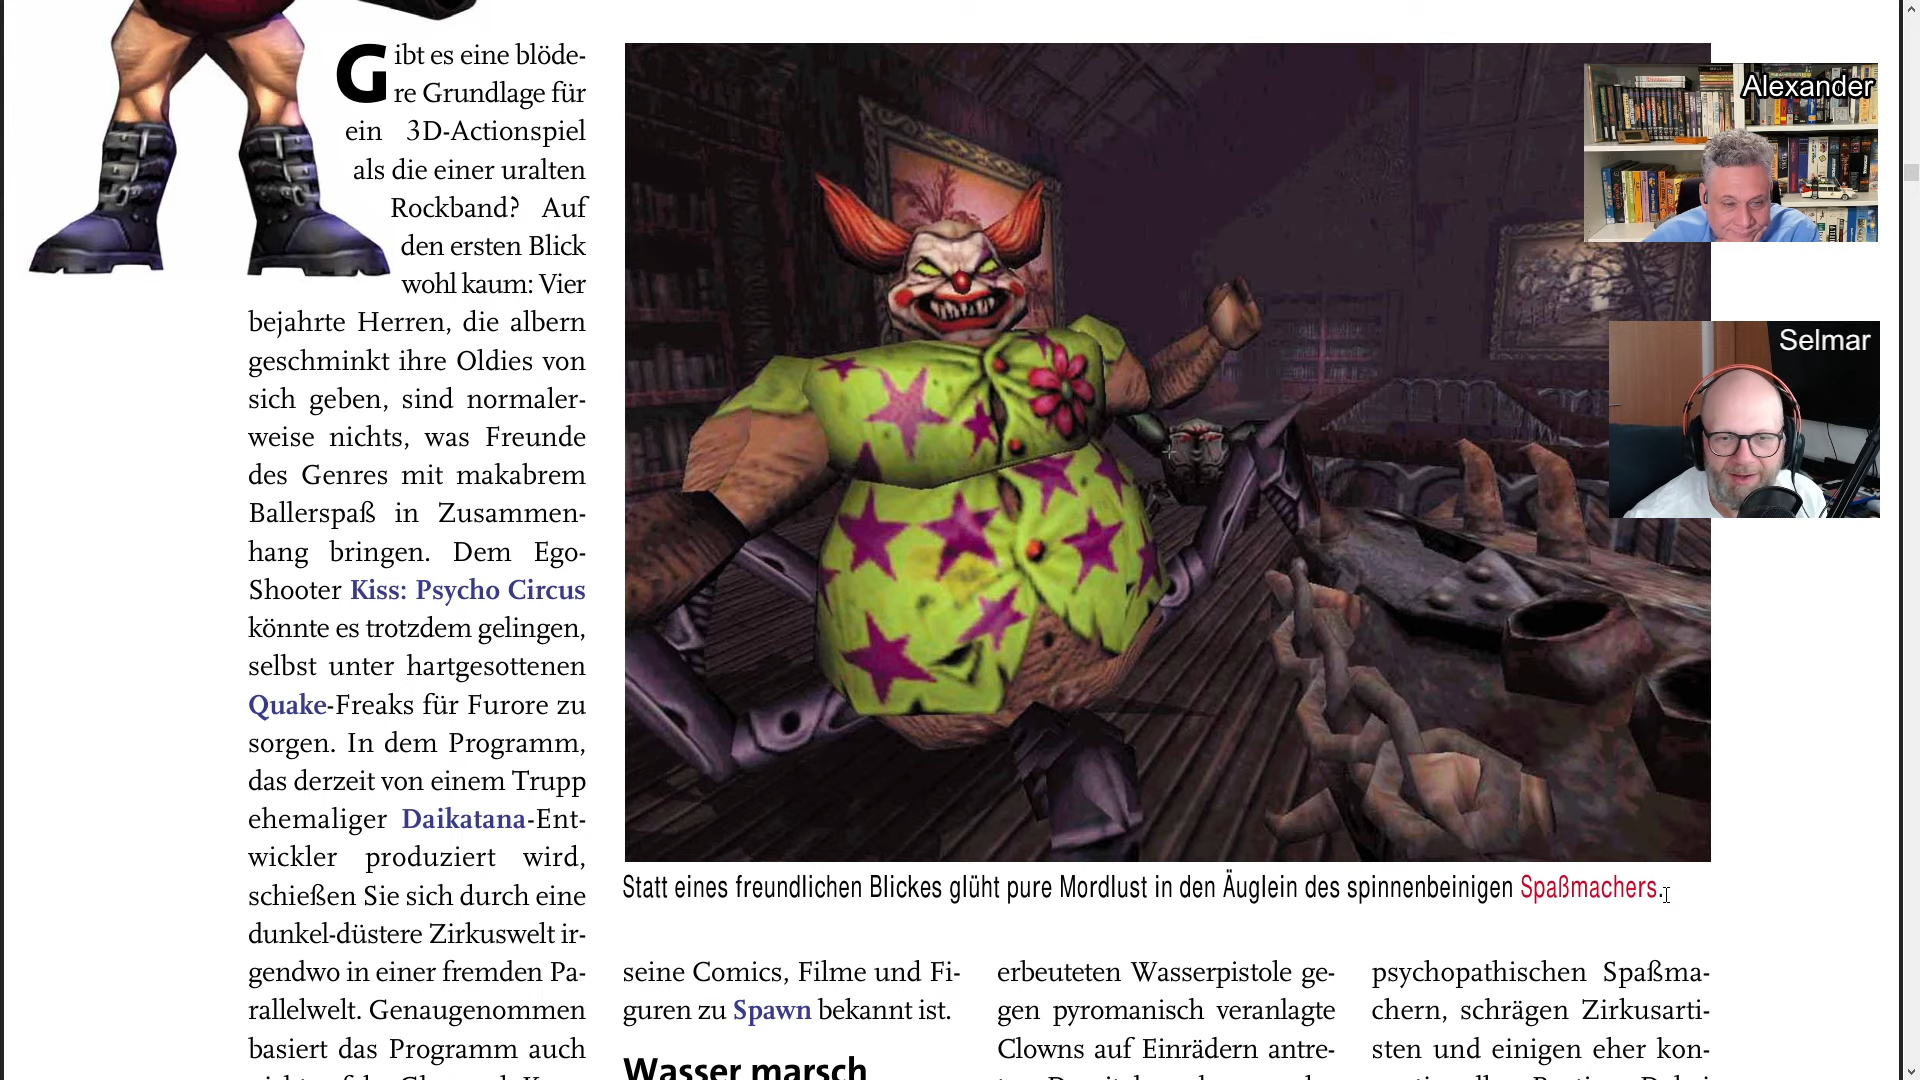 Gibt es eine blöde-
re Grundlage für
ein 3D-Actionspiel
als die einer uralten
Rockband? Auf
den ersten Blick
wohl kaum: Vier
bejahrte Herren, die albern
geschminkt ihre Oldies von
sich geben, sind normaler-
weise nichts, was Freunde
des Genres mit makabrem
Ballerspaß in Zusammen-
hang bringen. Dem Ego-
Shooter Kiss: Psycho Circus
könnte es trotzdem gelingen,
selbst unter hartgesottenen
Quake-Freaks für Furore zu
sorgen. In dem Programm,
das derzeit von einem Trupp
ehemaliger Daikatana-Ent-
wickler produziert wird,
schießen Sie sich durch eine
dunkel-düstere Zirkuswelt ir-
gendwo in einer fremden Pa-
rallelwelt. Genaugenommen
basiert das Programm auch
Alexander
Selmar
Statt eines freundlichen Blickes glüht pure Mordlust in den Äuglein des spinnenbeinigen Spaßmachers.
seine Comics, Filme und Fi-
guren zu Spawn bekannt ist.
Wasser marsch
erbeuteten Wasserpistole ge-
gen pyromanisch veranlagte
Clowns auf Einrädern antre-
psychopathischen Spaßma-
chern, schrägen Zirkusarti-
sten und einigen eher kon-